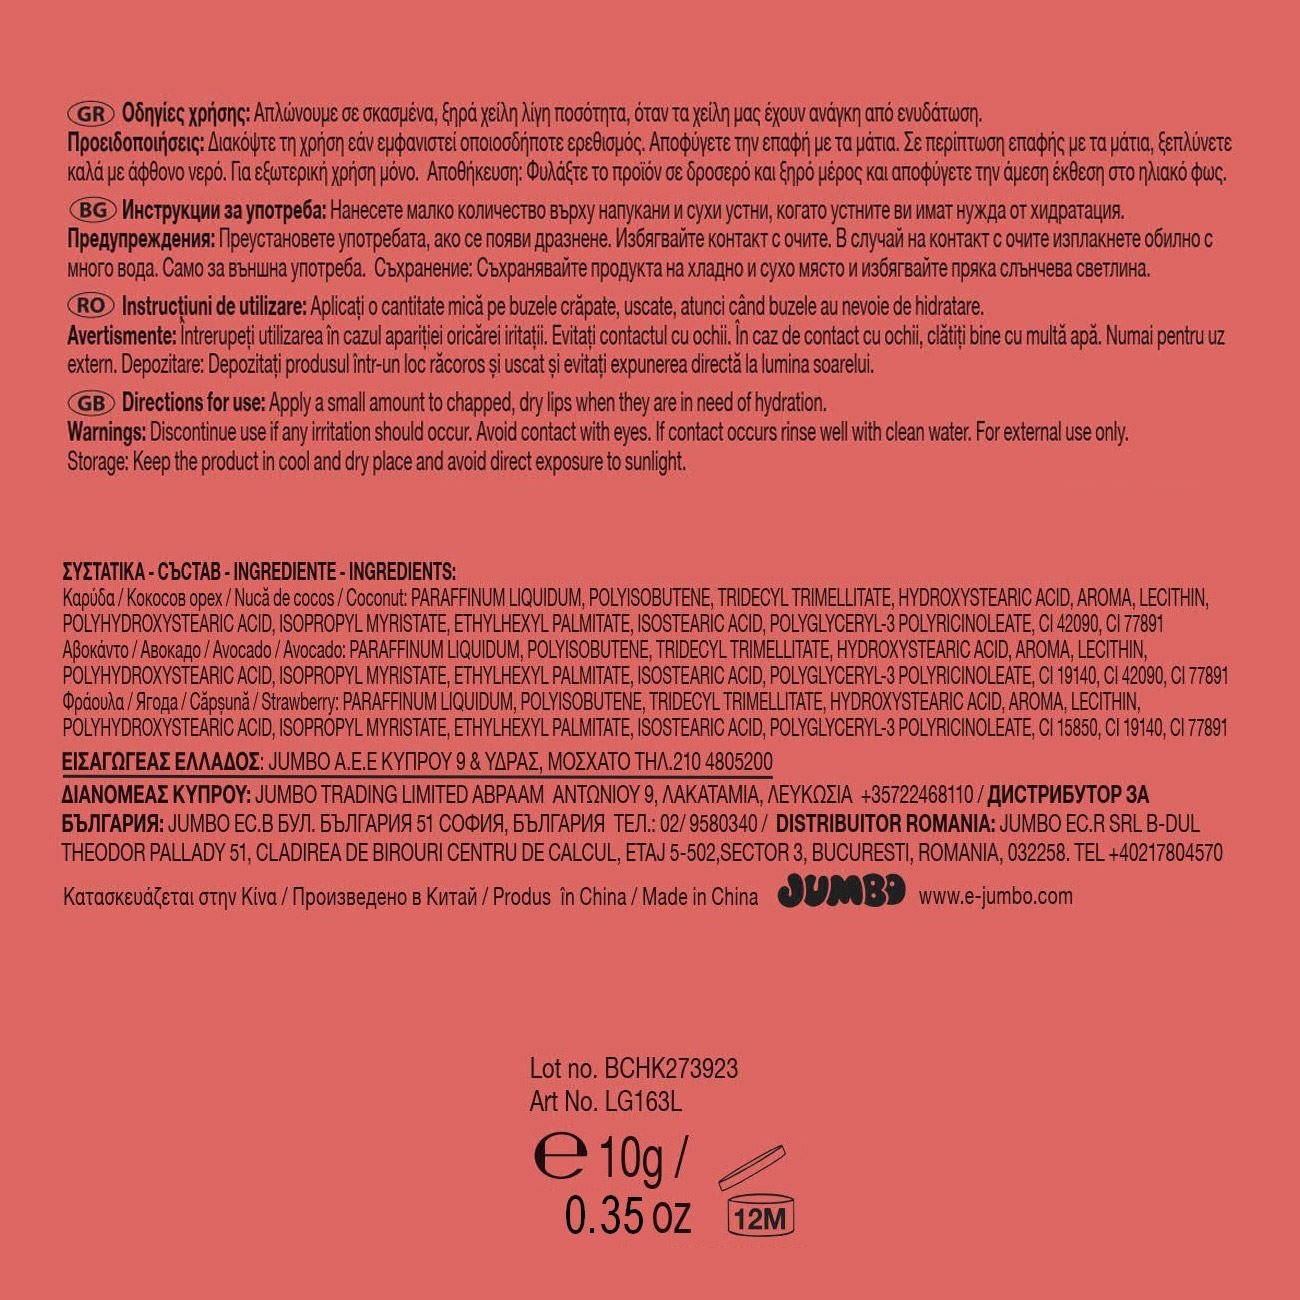 GR Οδηγίες χρήσης: Απλώνουμε σε σκασμένα, ξηρά χείλη λίγη ποσότητα, όταν τα χείλη μας έχουν ανάγκη από ενυδάτωση.
Προειδοποιήσεις: Διακόψτε τη χρήση εάν εμφανιστεί οποιοσδήποτε ερεθισμός. Αποφύγετε την επαφή με τα μάτια. Σε περίπτωση επαφής με τα μάτια, ξεπλύνετε
καλά με άφθονο νερό. Για εξωτερική χρήση μόνο. Αποθήκευση: Φυλάξτε το προϊόν σε δροσερό και ξηρό μέρος και αποφύγετε την άμεση έκθεση στο ηλιακό φως.
BG Инструкции за употреба: Нанесете малко количество върху напукани и сухи устни, когато устните ви имат нужда от хидратация.
Предупреждения: Преустановете употребата, ако се появи дразнене. Избягвайте контакт с очите. В случай на контакт с очите изплакнете обилно с
много вода. Само за външна употреба. Съхранение: Съхранявайте продукта на хладно и сухо място и избягвайте пряка слънчева светлина.
RO Instrucțiuni de utilizare: Aplicați o cantitate mică pe buzele crăpate, uscate, atunci când buzele au nevoie de hidratare.
Avertismente: Întrerupeți utilizarea în cazul apariției oricărei iritații. Evitați contactul cu ochii. În caz de contact cu ochii, clătiți bine cu multă apă. Numai pentru uz
extern. Depozitare: Depozitați produsul într-un loc răcoros și uscat și evitați expunerea directă la lumina soarelui.
GB Directions for use: Apply a small amount to chapped, dry lips when they are in need of hydration.
Warnings: Discontinue use if any irritation should occur. Avoid contact with eyes. If contact occurs rinse well with clean water. For external use only.
Storage: Keep the product in cool and dry place and avoid direct exposure to sunlight.
ΣΥΣΤΑΤΙΚΑ - СЪСТАВ - INGREDIENTE - INGREDIENTS:
Καρύδα / Кокосов орех / Nucă de cocos / Coconut: PARAFFINUM LIQUIDUM, POLYISOBUTENE, TRIDECYL TRIMELLITATE, HYDROXYSTEARIC ACID, AROMA, LECITHIN,
POLYHYDROXYSTEARIC ACID, ISOPROPYL MYRISTATE, ETHYLHEXYL PALMITATE, ISOSTEARIC ACID, POLYGLYCERYL-3 POLYRICINOLEATE, CI 42090, CI 77891
Αβοκάντο / Авокадо / Avocado / Avocado: PARAFFINUM LIQUIDUM, POLYISOBUTENE, TRIDECYL TRIMELLITATE, HYDROXYSTEARIC ACID, AROMA, LECITHIN,
POLYHYDROXYSTEARIC ACID, ISOPROPYL MYRISTATE, ETHYLHEXYL PALMITATE, ISOSTEARIC ACID, POLYGLYCERYL-3 POLYRICINOLEATE, CI 19140, CI 42090, CI 77891
Φράουλα / Ягода / Căpșună / Strawberry: PARAFFINUM LIQUIDUM, POLYISOBUTENE, TRIDECYL TRIMELLITATE, HYDROXYSTEARIC ACID, AROMA, LECITHIN,
POLYHYDROXYSTEARIC ACID, ISOPROPYL MYRISTATE, ETHYLHEXYL PALMITATE, ISOSTEARIC ACID, POLYGLYCERYL-3 POLYRICINOLEATE, CI 15850, CI 19140, CI 77891
ΕΙΣΑΓΩΓΕΑΣ ΕΛΛΑΔΟΣ: JUMBO A.E.E ΚΥΠΡΟΥ 9 & ΥΔΡΑΣ, ΜΟΣΧΑΤΟ ΤΗΛ.210 4805200
ΔΙΑΝΟΜΕΑΣ ΚΥΠΡΟΥ: JUMBO TRADING LIMITED ΑΒΡΑΑΜ ΑΝΤΩΝΙΟΥ 9, ΛΑΚΑΤΑΜΙΑ, ΛΕΥΚΩΣΙΑ +35722468110 / ДИСТРИБУТОР ЗА
БЪЛГАРИЯ: JUMBO EC.B БУЛ. БЪЛГАРИЯ 51 СОФИЯ, БЪЛГАРИЯ ТЕЛ.: 02/ 9580340 / DISTRIBUITOR ROMANIA: JUMBO EC.R SRL B-DUL
THEODOR PALLADY 51, CLADIREA DE BIROURI CENTRU DE CALCUL, ETAJ 5-502,SECTOR 3, BUCURESTI, ROMANIA, 032258. TEL +40217804570
Κατασκευάζεται στην Κίνα / Произведено в Китай / Produs în China / Made in China JUMBO www.e-jumbo.com
Lot no. BCHK273923
Art No. LG163L
℮ 10g /
0.35 oz
12M